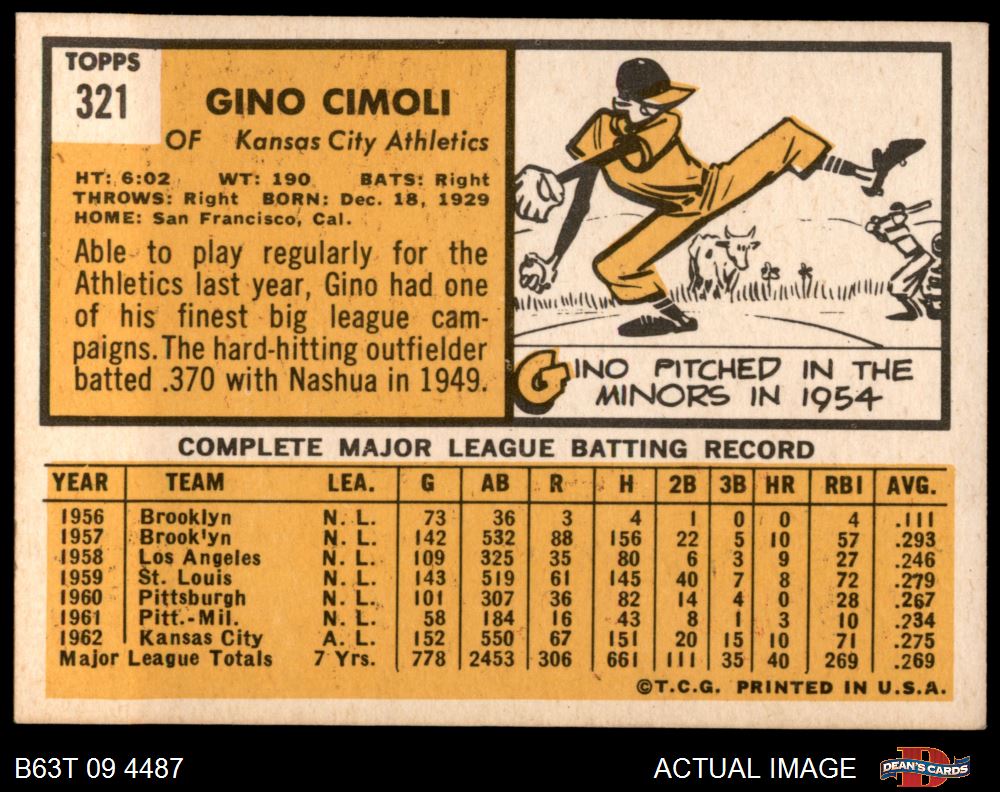 TOPPS
321
GINO CIMOLI
OF Kansas City Athletics
HT: 6:02 WT: 190 BATS: Right
THROWS: Right BORN: Dec. 18, 1929
HOME: San Francisco, Cal.
Able to play regularly for the
Athletics last year, Gino had one
of his finest big league cam-
paigns. The hard-hitting outfielder
batted .370 with Nashua in 1949.
GINO PITCHED IN THE
MINORS IN 1954
COMPLETE MAJOR LEAGUE BATTING RECORD
YEAR TEAM LEA. G AB R H 2B 3B HR RBI AVG.
1956 Brooklyn N. L. 73 36 3 4 1 0 0 4 .111
1957 Brooklyn N. L. 142 532 88 156 22 5 10 57 .293
1958 Los Angeles N. L. 109 325 35 80 6 3 9 27 .246
1959 St. Louis N. L. 143 519 61 145 40 7 8 72 .279
1960 Pittsburgh N. L. 101 307 36 82 14 4 0 28 .267
1961 Pitt.-Mil. N. L. 58 184 16 43 8 1 3 10 .234
1962 Kansas City A. L. 152 550 67 151 20 15 10 71 .275
Major League Totals 7 Yrs. 778 2453 306 661 111 35 40 269 .269
©T.C.G. PRINTED IN U.S.A.
B63T 09 4487
ACTUAL IMAGE
D
DEAN'S CARDS